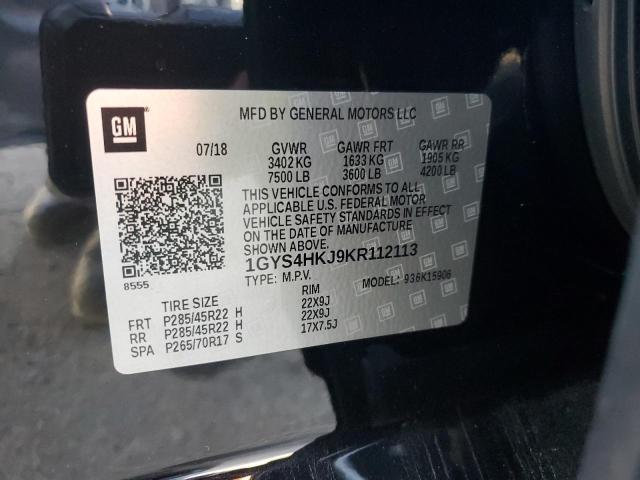 GM
MFD BY GENERAL MOTORS LLC
07/18 GVWR GAWR FRT GAWR RR
3402 KG 1633 KG 1905 KG
7500 LB 3600 LB 4200 LB
THIS VEHICLE CONFORMS TO ALL
APPLICABLE U.S. FEDERAL MOTOR
VEHICLE SAFETY STANDARDS IN EFFECT
ON THE DATE OF MANUFACTURE
SHOWN ABOVE.
1GYS4HKJ9KR112113
8555 TYPE: M.P.V. MODEL: 936K15906
TIRE SIZE RIM
FRT P285/45R22 H 22X9J
RR P285/45R22 H 22X9J
SPA P265/70R17 S 17X7.5J